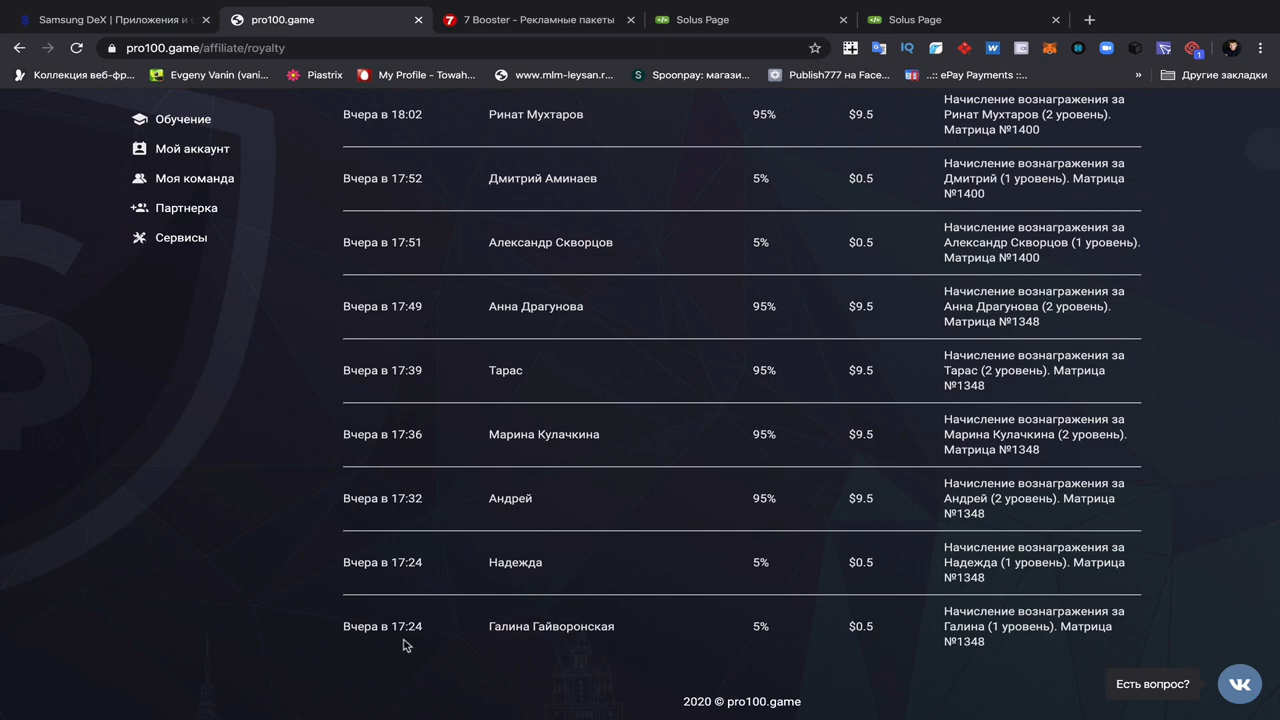 Samsung DeX | Приложения и с
pro100.game
7 Booster - Рекламные пакеты
Solus Page
Solus Page
pro100.game/affiliate/royalty
Коллекция веб-фр...
Evgeny Vanin (vani...
Piastrix
My Profile - Towah...
www.mlm-leysan.r...
Spoonpay: магази...
Publish777 на Face...
..:: ePay Payments ::...
»
Другие закладки
Обучение
Мой аккаунт
Моя команда
Партнерка
Сервисы
Вчера в 18:02 Ринат Мухтаров 95% $9.5 Начисление вознагражения за
Ринат Мухтаров (2 уровень).
Матрица №1400
Вчера в 17:52 Дмитрий Аминаев 5% $0.5 Начисление вознагражения за
Дмитрий (1 уровень). Матрица
№1400
Вчера в 17:51 Александр Скворцов 5% $0.5 Начисление вознагражения за
Александр Скворцов (1 уровень).
Матрица №1400
Вчера в 17:49 Анна Драгунова 95% $9.5 Начисление вознагражения за
Анна Драгунова (2 уровень).
Матрица №1348
Вчера в 17:39 Тарас 95% $9.5 Начисление вознагражения за
Тарас (2 уровень). Матрица
№1348
Вчера в 17:36 Марина Кулачкина 95% $9.5 Начисление вознагражения за
Марина Кулачкина (2 уровень).
Матрица №1348
Вчера в 17:32 Андрей 95% $9.5 Начисление вознагражения за
Андрей (2 уровень). Матрица
№1348
Вчера в 17:24 Надежда 5% $0.5 Начисление вознагражения за
Надежда (1 уровень). Матрица
№1348
Вчера в 17:24 Галина Гайворонская 5% $0.5 Начисление вознагражения за
Галина (1 уровень). Матрица
№1348
Есть вопрос?
2020 © pro100.game